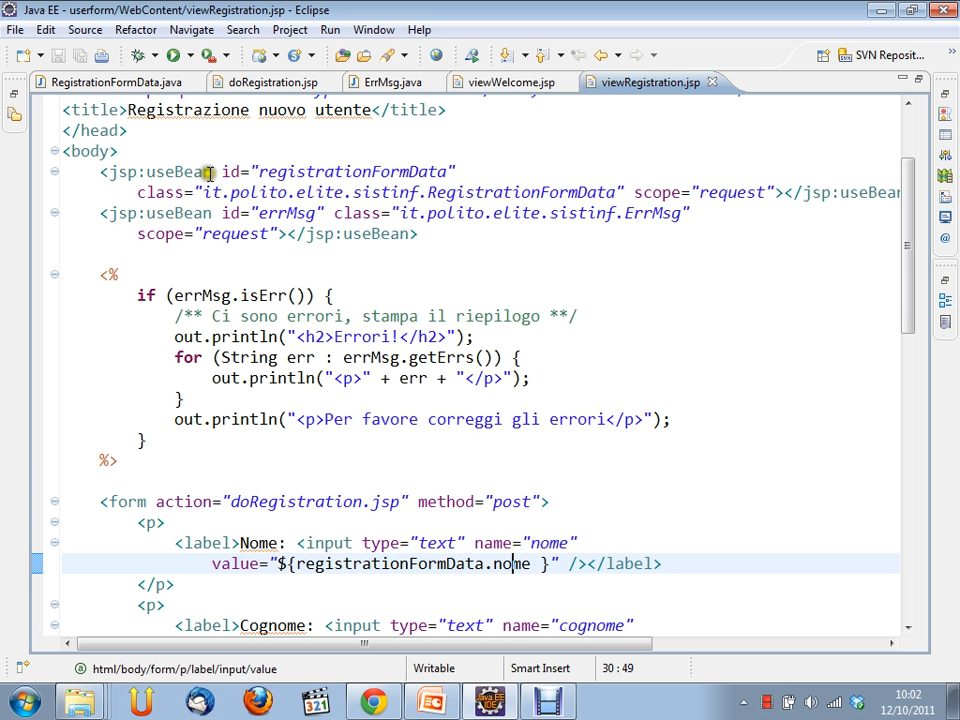 Java EE - userform/WebContent/viewRegistration.jsp - Eclipse
File Edit Source Refactor Navigate Search Project Run Window Help
SVN Reposit... »
RegistrationFormData.java doRegistration.jsp ErrMsg.java viewWelcome.jsp viewRegistration.jsp
<title>Registrazione nuovo utente</title>
</head>
<body>
<jsp:useBean id="registrationFormData"
class="it.polito.elite.sistinf.RegistrationFormData" scope="request"></jsp:useBean
<jsp:useBean id="errMsg" class="it.polito.elite.sistinf.ErrMsg"
scope="request"></jsp:useBean>
<%
if (errMsg.isErr()) {
/** Ci sono errori, stampa il riepilogo **/
out.println("<h2>Errori!</h2>");
for (String err : errMsg.getErrs()) {
out.println("<p>" + err + "</p>");
}
out.println("<p>Per favore correggi gli errori</p>");
}
%>
<form action="doRegistration.jsp" method="post">
<p>
<label>Nome: <input type="text" name="nome"
value="${registrationFormData.nome }" /></label>
</p>
<p>
<label>Cognome: <input type="text" name="cognome"
html/body/form/p/label/input/value Writable Smart Insert 30 : 49
321 Java EE IDE 10:02
12/10/2011